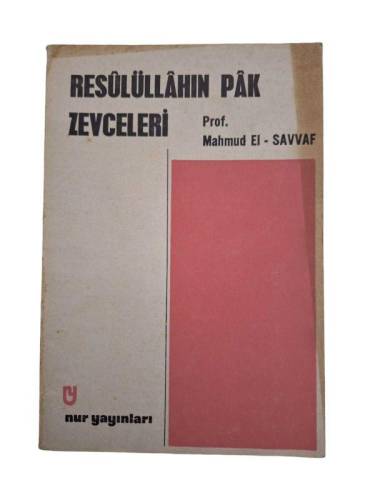 RESÛLÜLLÂHIN PÂK
ZEVCELERİ
Prof.
Mahmud El - SAVVAF
nur yayınları